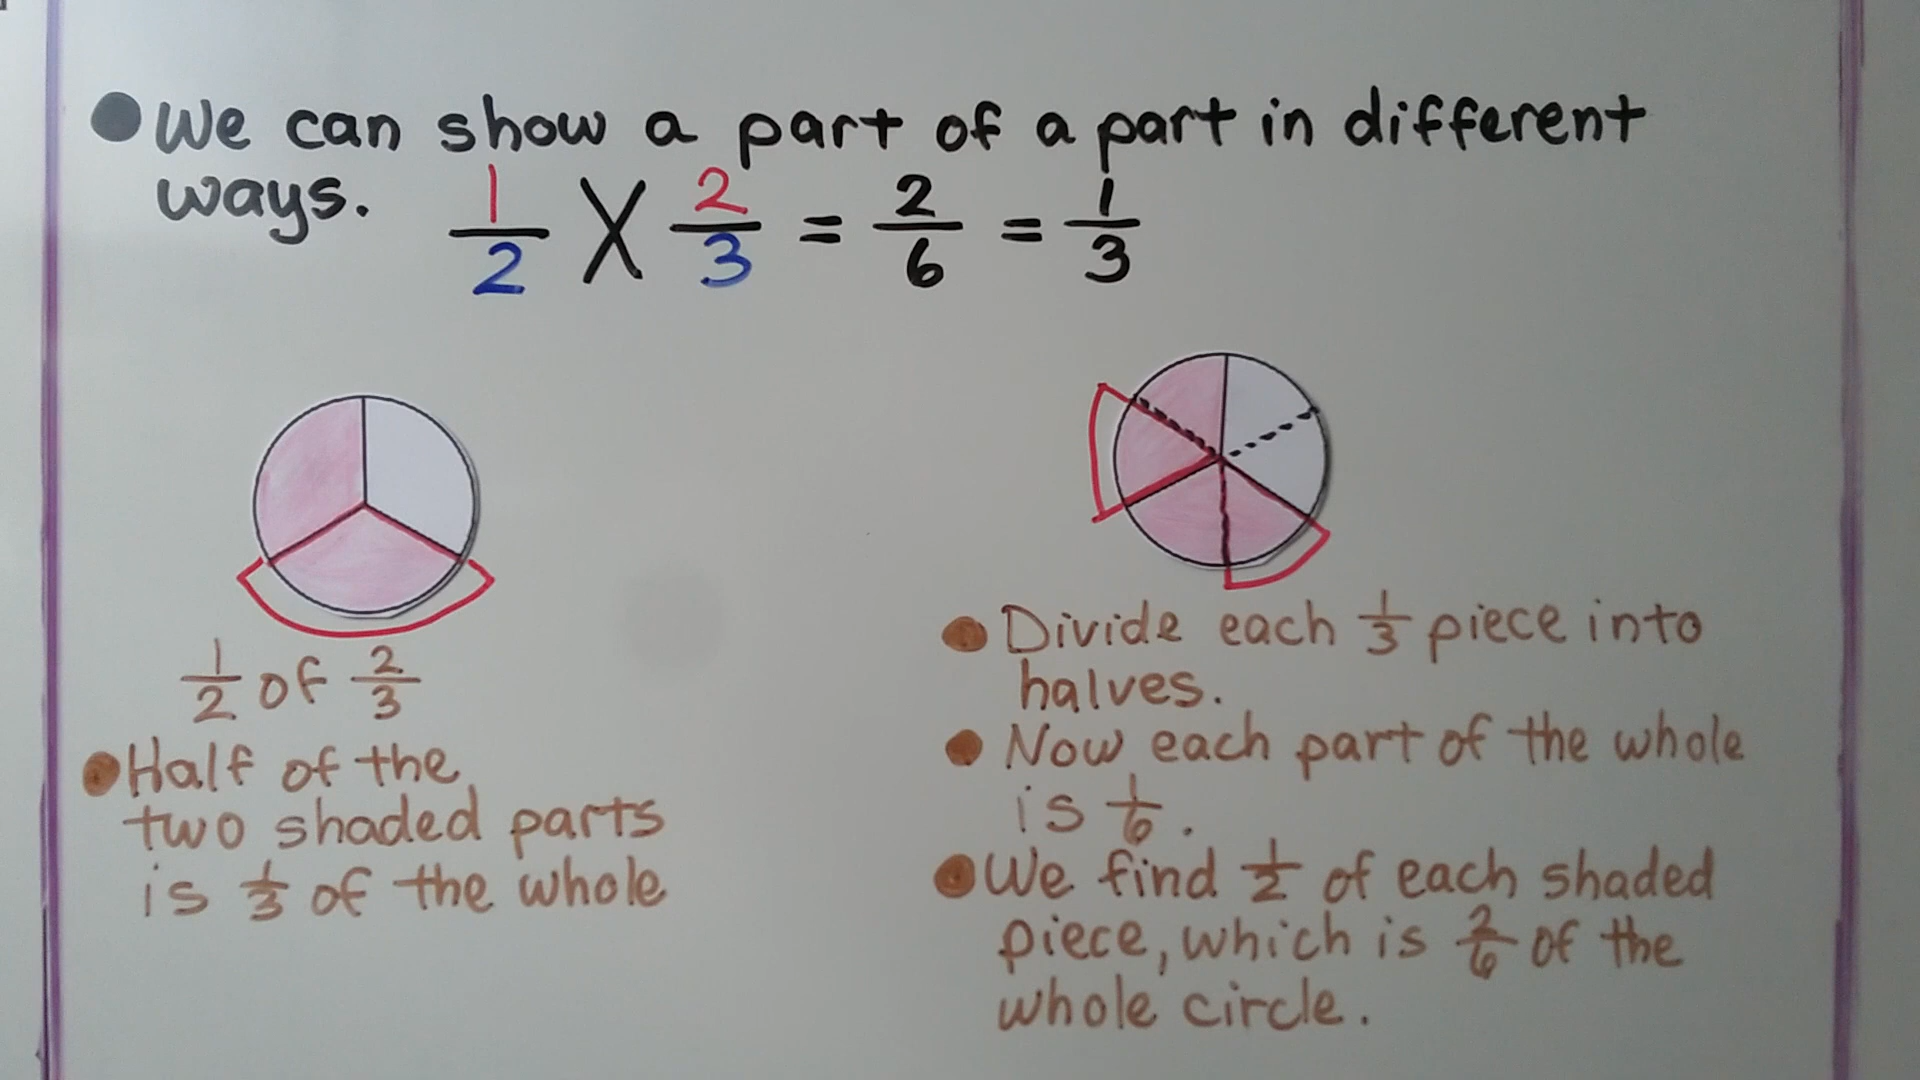 We can show a part of a part in different
ways. 1/2 X 2/3 = 2/6 = 1/3
1/2 of 2/3
Half of the
two shaded parts
is 1/3 of the whole
Divide each 1/3 piece into
halves.
Now each part of the whole
is 1/6.
We find 1/2 of each shaded
piece, which is 2/6 of the
whole circle.